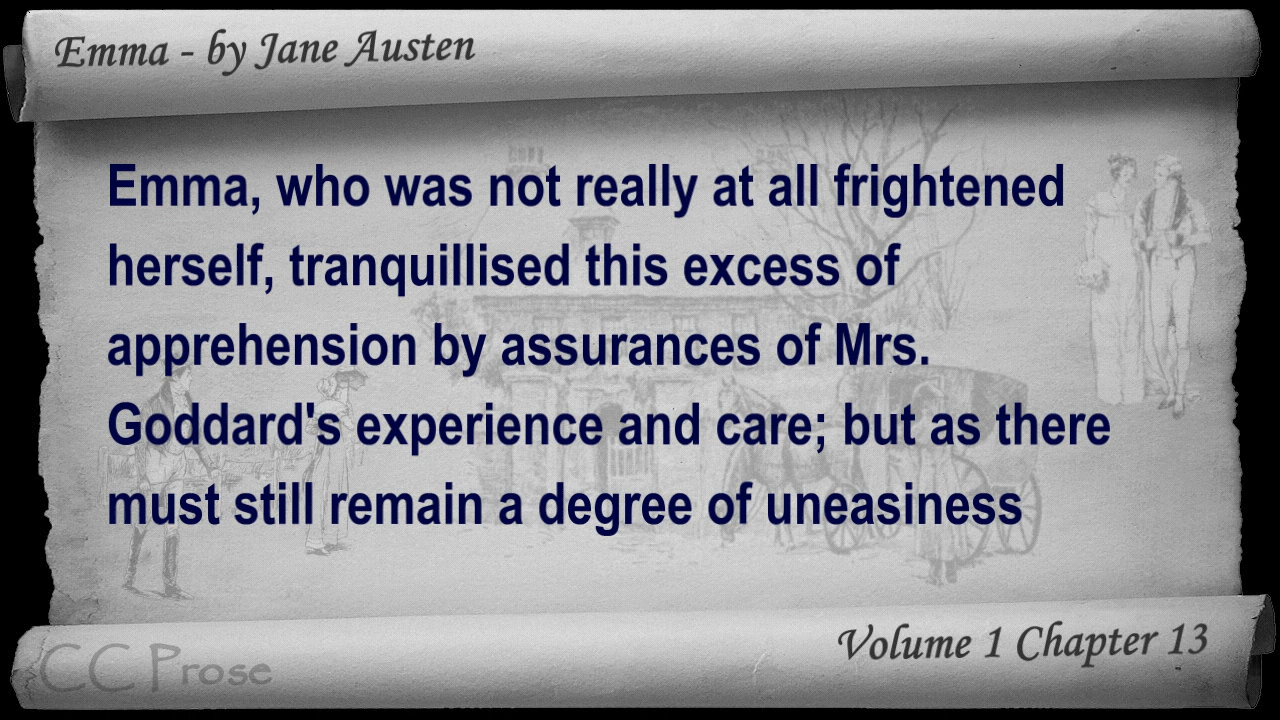 Emma - by Jane Austen
Emma, who was not really at all frightened
herself, tranquillised this excess of
apprehension by assurances of Mrs.
Goddard's experience and care; but as there
must still remain a degree of uneasiness
Volume 1 Chapter 13
CC Prose